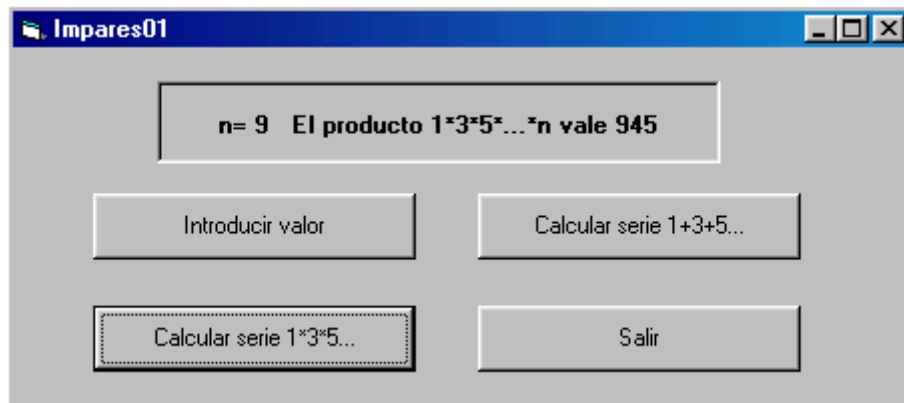 Impares01
n= 9 El producto 1*3*5*...*n vale 945
Introducir valor
Calcular serie 1+3+5...
Calcular serie 1*3*5...
Salir